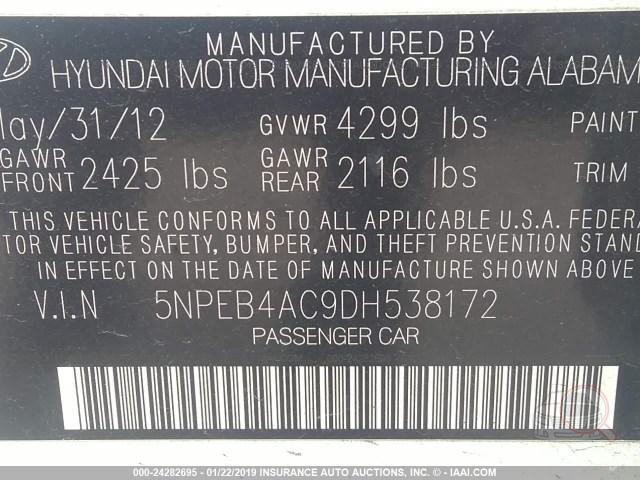 MANUFACTURED BY
HYUNDAI MOTOR MANUFACTURING ALABAM
May/31/12 GVWR 4299 lbs PAINT
GAWR FRONT 2425 lbs GAWR REAR 2116 lbs TRIM
THIS VEHICLE CONFORMS TO ALL APPLICABLE U.S.A. FEDERA
TOR VEHICLE SAFETY, BUMPER, AND THEFT PREVENTION STAND
IN EFFECT ON THE DATE OF MANUFACTURE SHOWN ABOVE
V.I.N 5NPEB4AC9DH538172
PASSENGER CAR
000-24282695 - 01/22/2019 INSURANCE AUTO AUCTIONS, INC. - © IAAI.COM